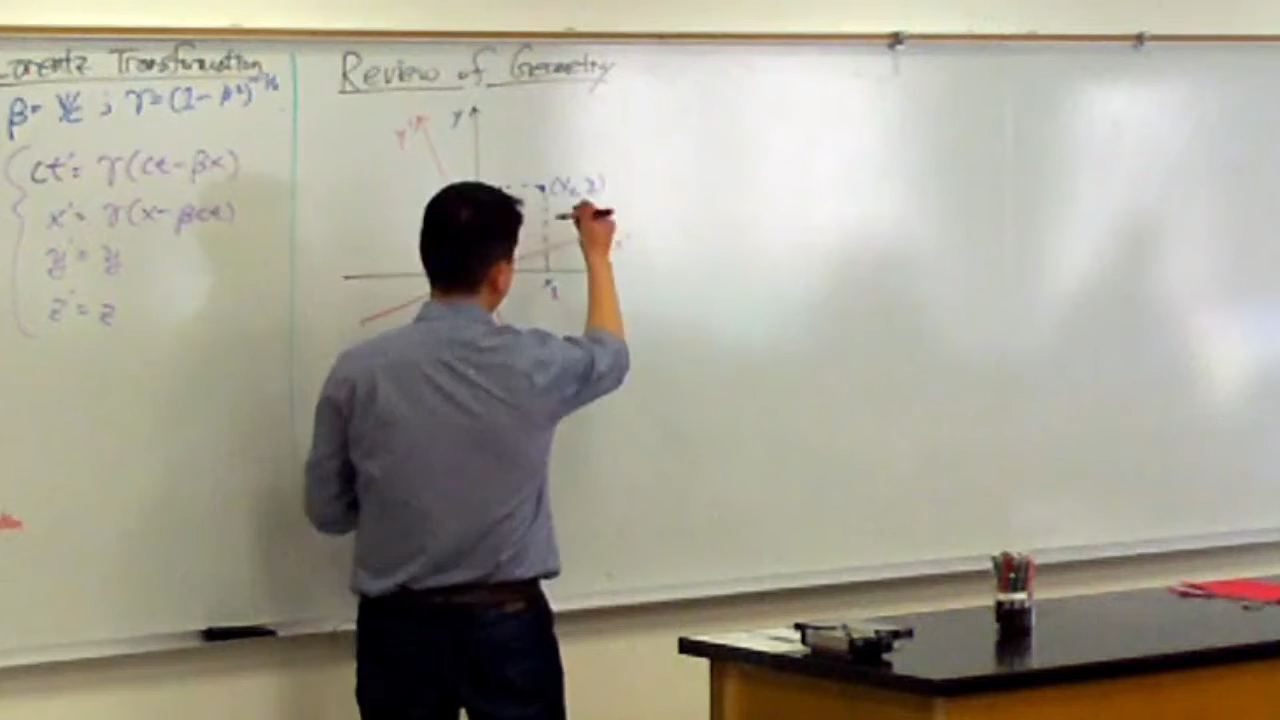 Lorentz Transformation
β = V/c ; γ = (1 - β²)^-1/2
ct' = γ(ct - βx)
x' = γ(x - βct)
y' = y
z' = z
Review of Geometry
y'
y
x'